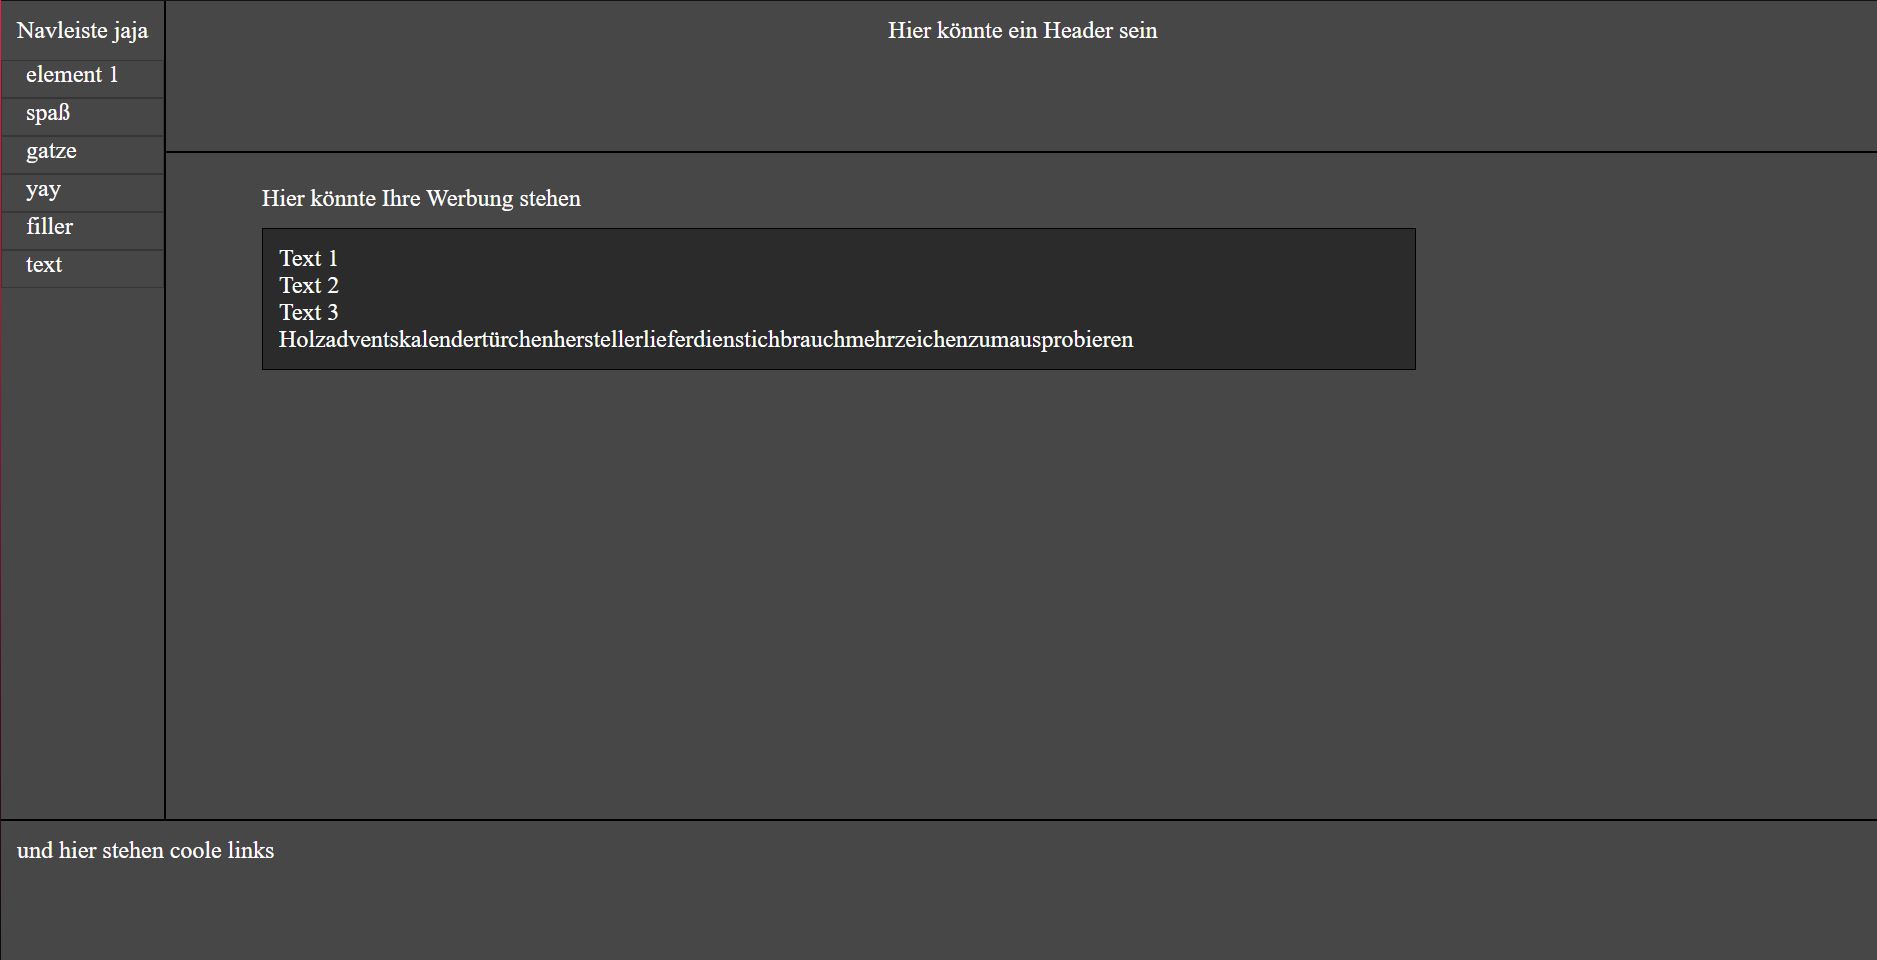 Navleiste jaja
element 1
spaß
gatze
yay
filler
text
Hier könnte ein Header sein
Hier könnte Ihre Werbung stehen
Text 1
Text 2
Text 3
Holzadventskalendertürchenherstellerlieferdienstichbrauchmehrzeichenzumausprobieren
und hier stehen coole links